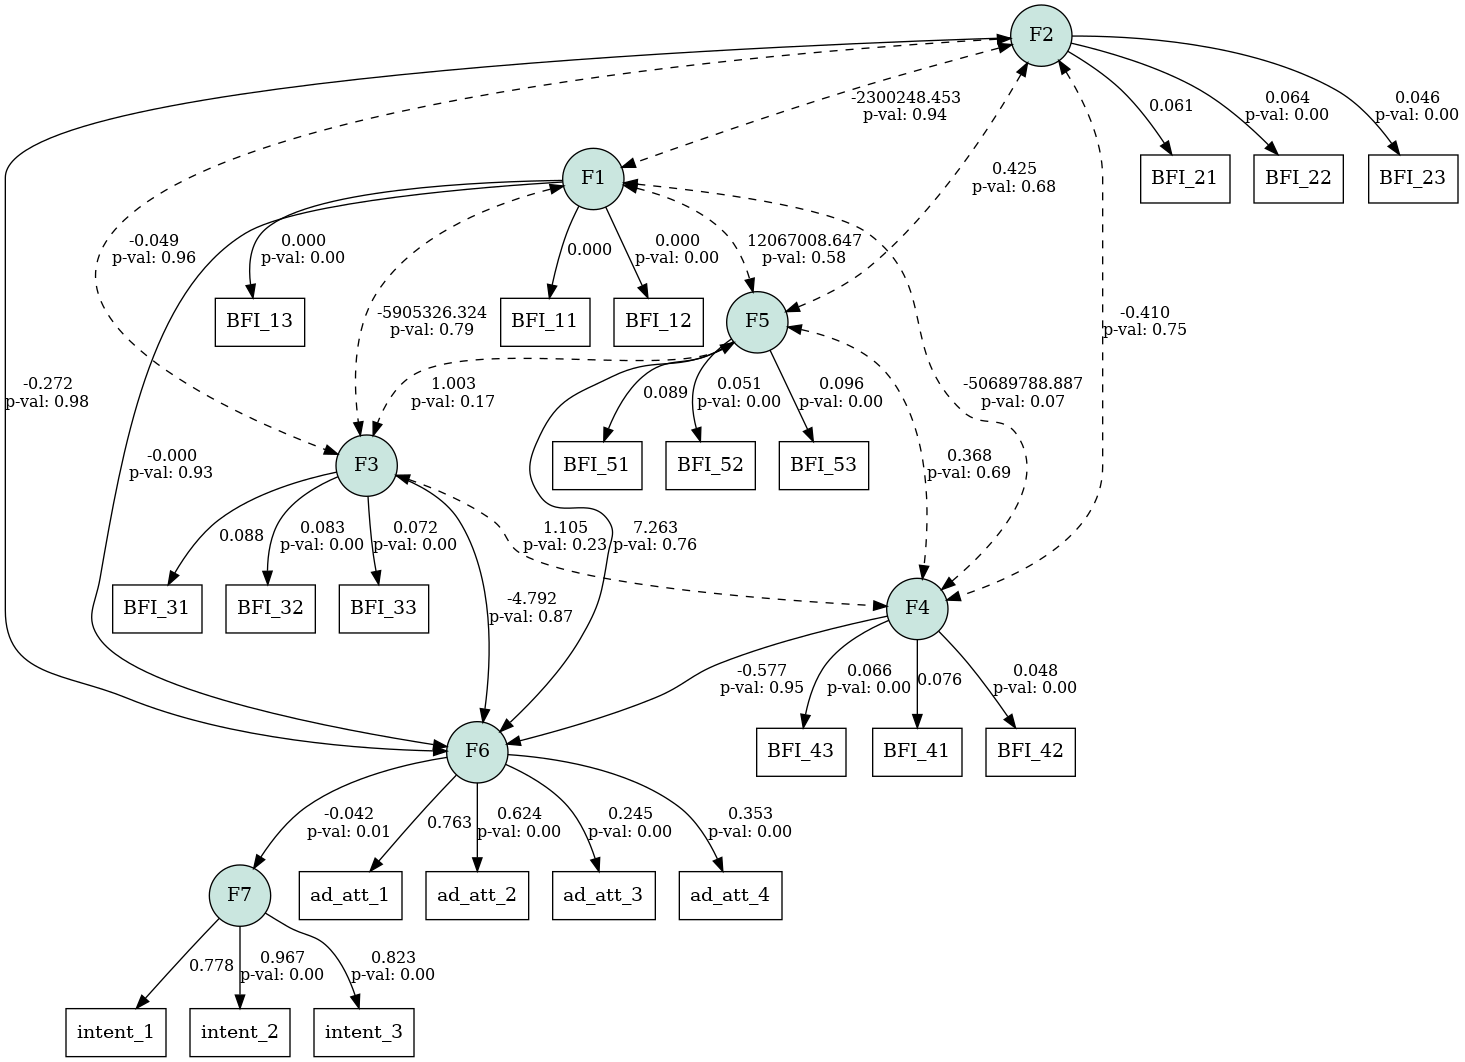 F2
-2300248.453
p-val: 0.94
0.061
0.064
p-val: 0.00
0.046
p-val: 0.00
F1
0.425
p-val: 0.68
BFI_21
BFI_22
BFI_23
-0.049
p-val: 0.96
0.000
p-val: 0.00
0.000
0.000
p-val: 0.00
12067008.647
p-val: 0.58
BFI_13
-5905326.324
p-val: 0.79
BFI_11
BFI_12
F5
-0.410
p-val: 0.75
-0.272
p-val: 0.98
1.003
p-val: 0.17
0.089
0.051
p-val: 0.00
0.096
p-val: 0.00
-50689788.887
p-val: 0.07
-0.000
p-val: 0.93
F3
BFI_51
BFI_52
BFI_53
0.368
p-val: 0.69
0.088
0.083
p-val: 0.00
0.072
p-val: 0.00
1.105
p-val: 0.23
7.263
p-val: 0.76
BFI_31
BFI_32
BFI_33
-4.792
p-val: 0.87
F4
-0.577
p-val: 0.95
0.066
p-val: 0.00
0.076
0.048
p-val: 0.00
F6
BFI_43
BFI_41
BFI_42
-0.042
p-val: 0.01
0.763
0.624
p-val: 0.00
0.245
p-val: 0.00
0.353
p-val: 0.00
F7
ad_att_1
ad_att_2
ad_att_3
ad_att_4
0.778
0.967
p-val: 0.00
0.823
p-val: 0.00
intent_1
intent_2
intent_3